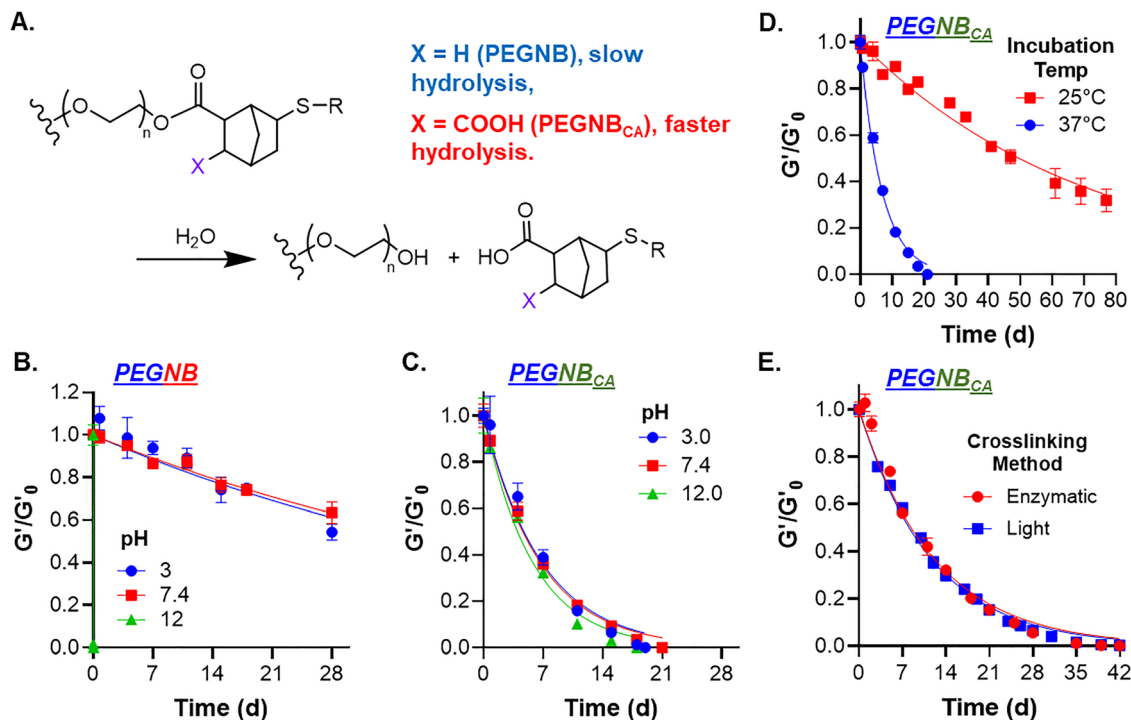 A.
X = H (PEGNB), slow
hydrolysis,
X = COOH (PEGNBCA), faster
hydrolysis.
O
O
n
O
S–R
X
H2O
O
n
OH
+
HO
O
S–R
X
D.
PEGNBCA
Incubation
Temp
25°C
37°C
G'/G'0
1.0
0.8
0.6
0.4
0.2
0.0
0 10 20 30 40 50 60 70 80
Time (d)
B.
PEGNB
G'/G'0
1.2
1.0
0.8
0.6
0.4
0.2
0.0
pH
3
7.4
12
0 7 14 21 28
Time (d)
C.
PEGNBCA
pH
3.0
7.4
12.0
G'/G'0
1.0
0.8
0.6
0.4
0.2
0.0
0 7 14 21 28
Time (d)
E.
PEGNBCA
Crosslinking
Method
Enzymatic
Light
G'/G'0
1.0
0.8
0.6
0.4
0.2
0.0
0 7 14 21 28 35 42
Time (d)